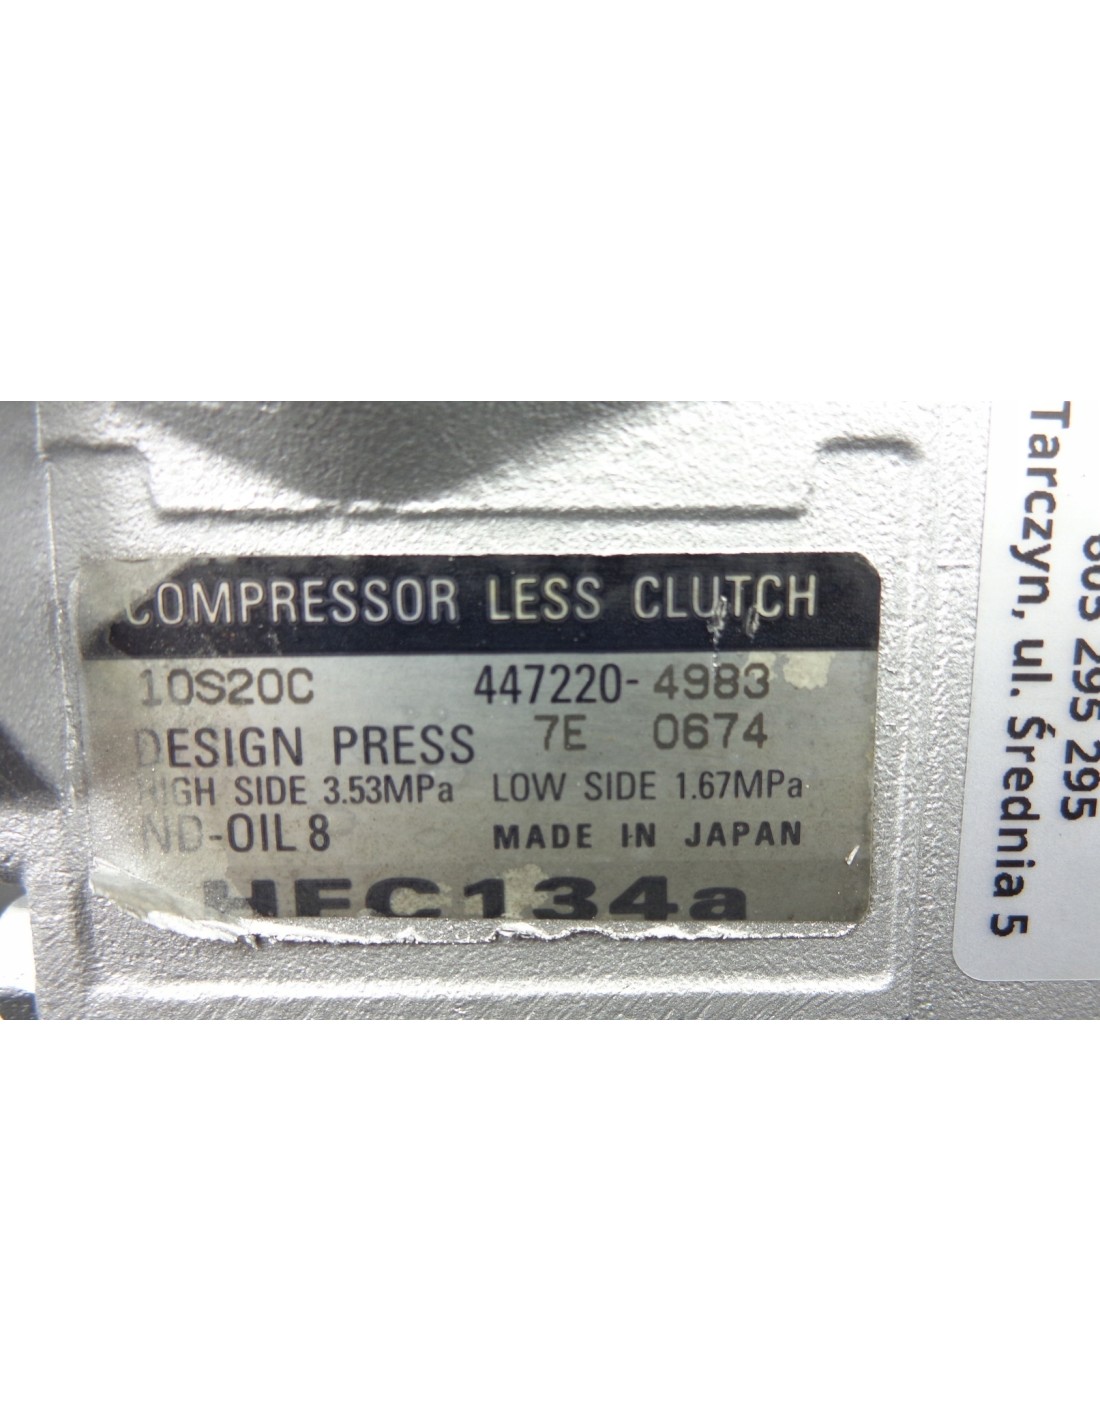 COMPRESSOR LESS CLUTCH
10S20C 447220-4983
DESIGN PRESS 7E 0674
HIGH SIDE 3.53MPa LOW SIDE 1.67MPa
ND-OIL 8 MADE IN JAPAN
HFC134a
605 295 295
Tarczyn, ul. Średnia 5